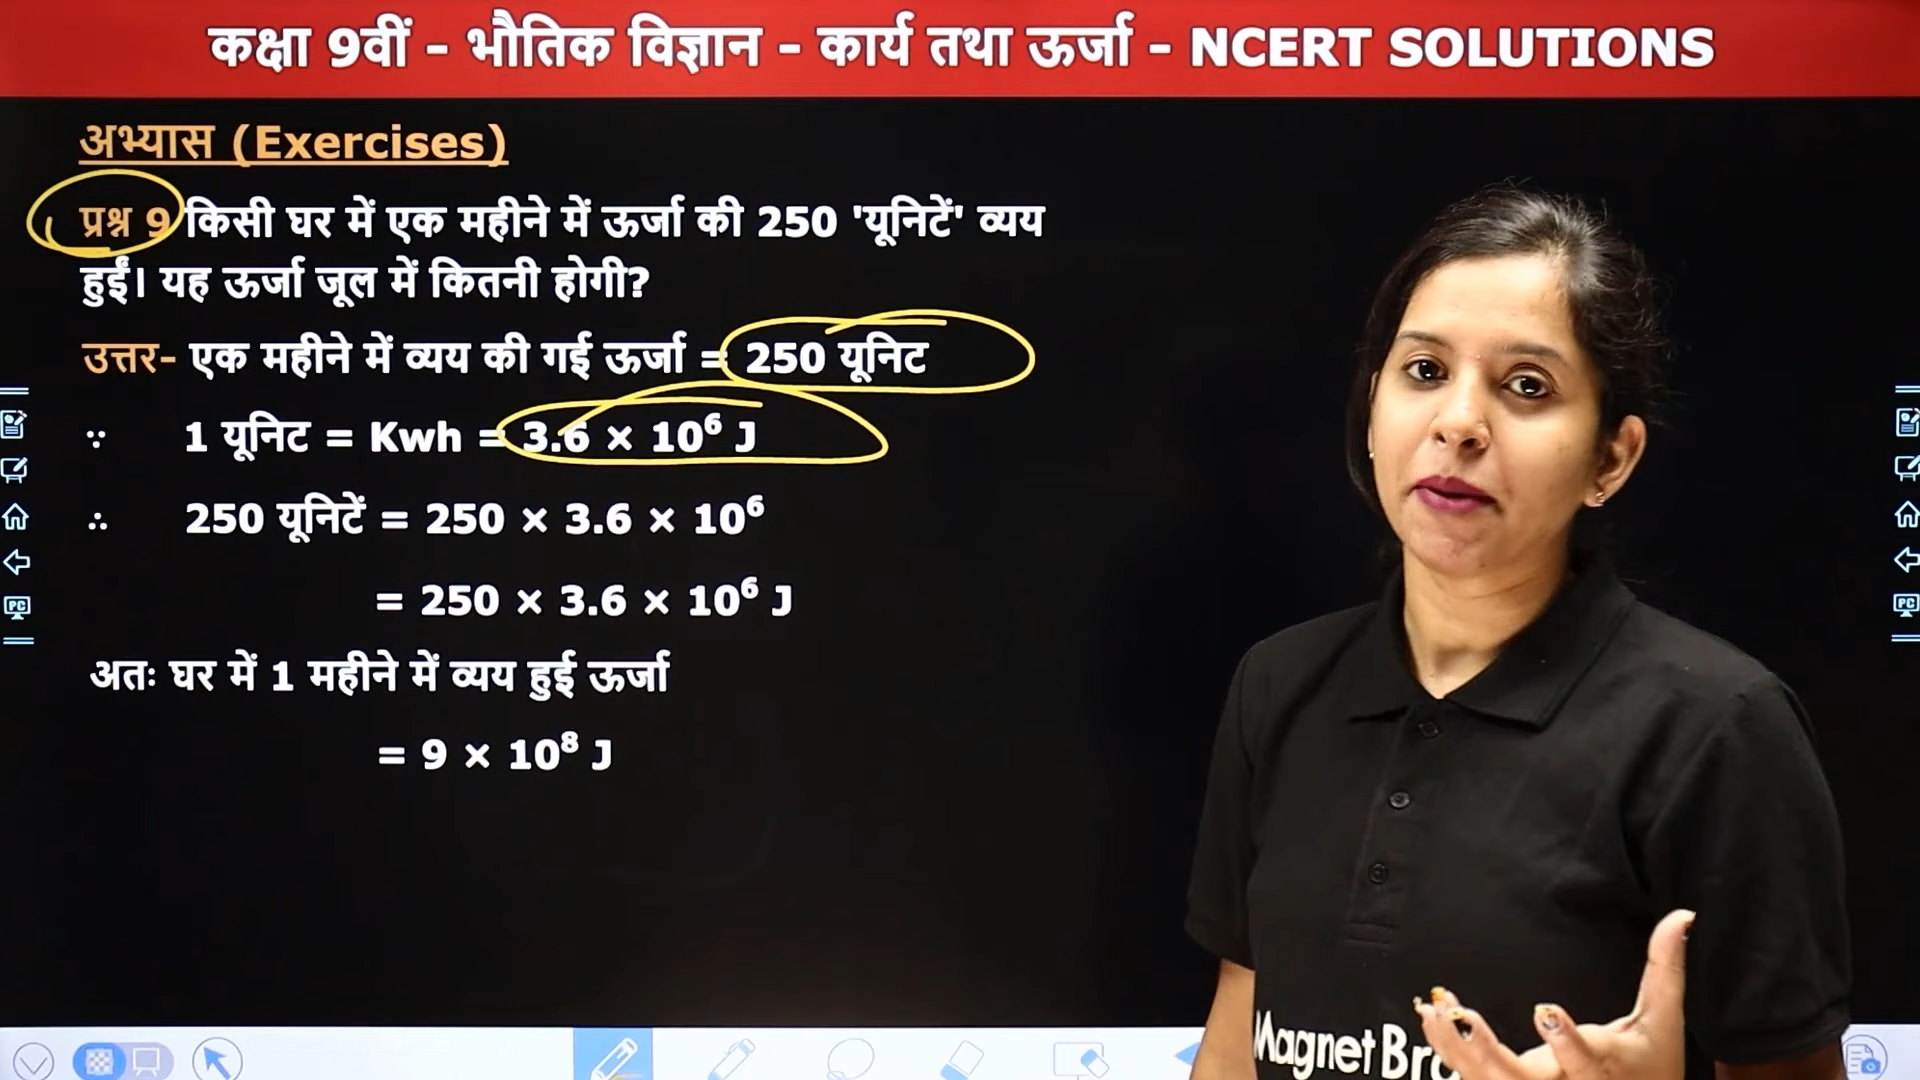 कक्षा 9वीं - भौतिक विज्ञान - कार्य तथा ऊर्जा - NCERT SOLUTIONS
अभ्यास (Exercises)
प्रश्न 9 किसी घर में एक महीने में ऊर्जा की 250 'यूनिटें' व्यय
हुईं। यह ऊर्जा जूल में कितनी होगी?
उत्तर- एक महीने में व्यय की गई ऊर्जा = 250 यूनिट
∵ 1 यूनिट = Kwh = 3.6 × 10⁶ J
∴ 250 यूनिटें = 250 × 3.6 × 10⁶
= 250 × 3.6 × 10⁶ J
अतः घर में 1 महीने में व्यय हुई ऊर्जा
= 9 × 10⁸ J
PC
PC
Magnet Br